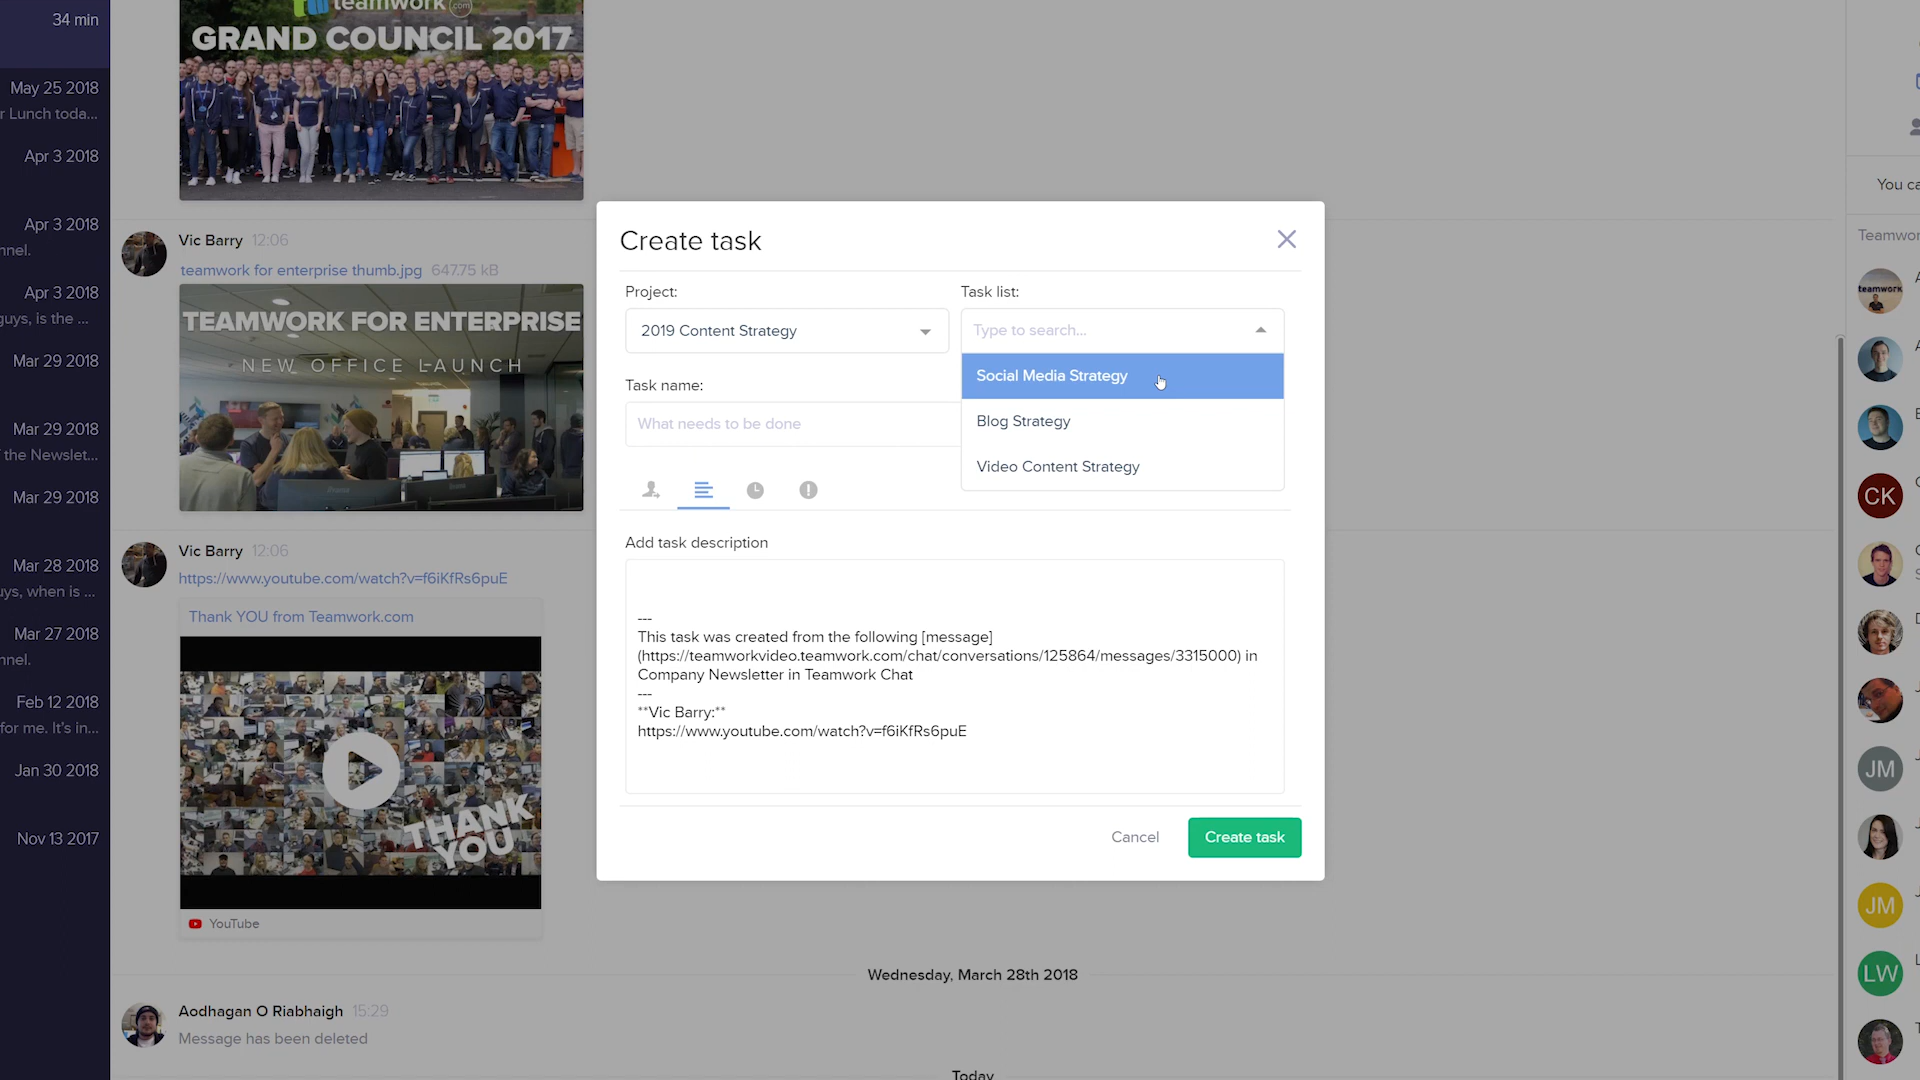 34 min
May 25 2018
r Lunch toda...
Apr 3 2018
Apr 3 2018
nnel.
Apr 3 2018
guys, is the ...
Mar 29 2018
Mar 29 2018
the Newslet...
Mar 29 2018
Mar 28 2018
uys, when is ...
Mar 27 2018
nnel.
Feb 12 2018
for me. It's in...
Jan 30 2018
Nov 13 2017
teamwork.com
GRAND COUNCIL 2017
Vic Barry 12:06
teamwork for enterprise thumb.jpg 647.75 kB
TEAMWORK FOR ENTERPRISE
NEW OFFICE LAUNCH
Vic Barry 12:06
https://www.youtube.com/watch?v=f6iKfRs6puE
Thank YOU from Teamwork.com
THANK
YOU
YouTube
Wednesday, March 28th 2018
Aodhagan O Riabhaigh 15:29
Message has been deleted
Today
Create task
Project:
2019 Content Strategy
Task list:
Type to search...
Social Media Strategy
Blog Strategy
Video Content Strategy
Task name:
What needs to be done
Add task description
---
This task was created from the following [message]
(https://teamworkvideo.teamwork.com/chat/conversations/125864/messages/3315000) in
Company Newsletter in Teamwork Chat
---
**Vic Barry:**
https://www.youtube.com/watch?v=f6iKfRs6puE
Cancel
Create task
You ca
Teamwor
teamwork
CK
JM
JM
LW